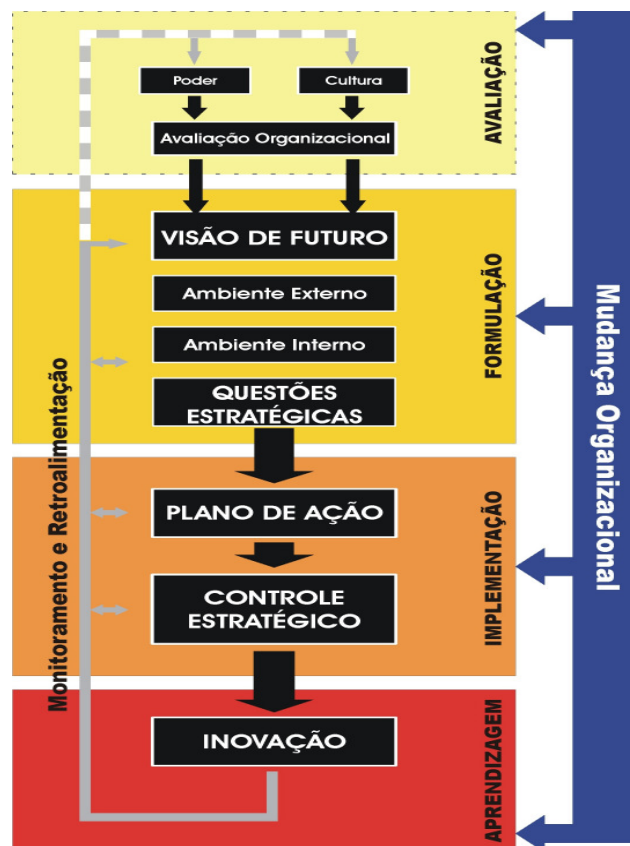 Poder
Cultura
Avaliação Organizacional
AVALIAÇÃO
VISÃO DE FUTURO
Ambiente Externo
Ambiente Interno
QUESTÕES
ESTRATÉGICAS
FORMULAÇÃO
PLANO DE AÇÃO
CONTROLE
ESTRATÉGICO
IMPLEMENTAÇÃO
INOVAÇÃO
APRENDIZAGEM
Monitoramento e Retroalimentação
Mudança Organizacional